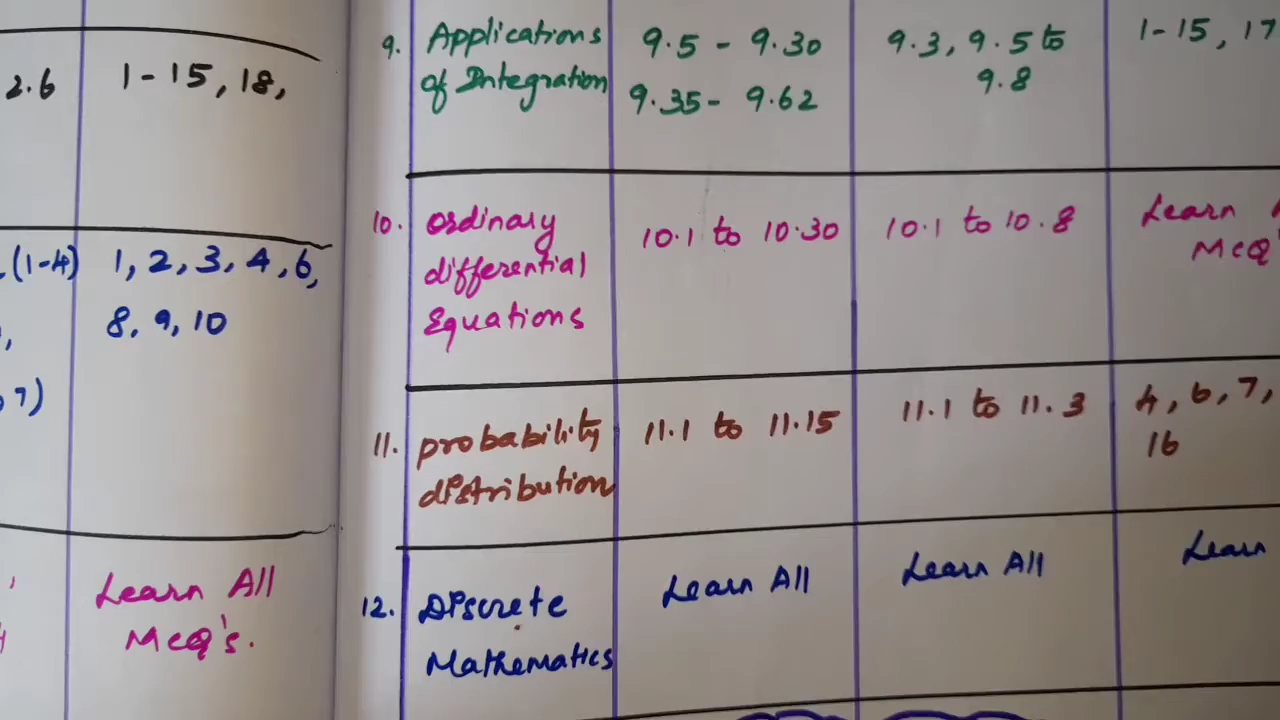 2.6
1 - 15, 18,
(1-4)
1, 2, 3, 4, 6,
8, 9, 10
7)
Learn All
Mcq's.
9. Applications of Integration
9.5 - 9.30
9.35 - 9.62
9.3, 9.5 to
9.8
1-15, 17
10. Ordinary
differential
Equations
10.1 to 10.30
10.1 to 10.8
Learn
Mcq'
11. probability
distribution
11.1 to 11.15
11.1 to 11.3
4, 6, 7,
16
12. Discrete
Mathematics
Learn All
Learn All
Learn